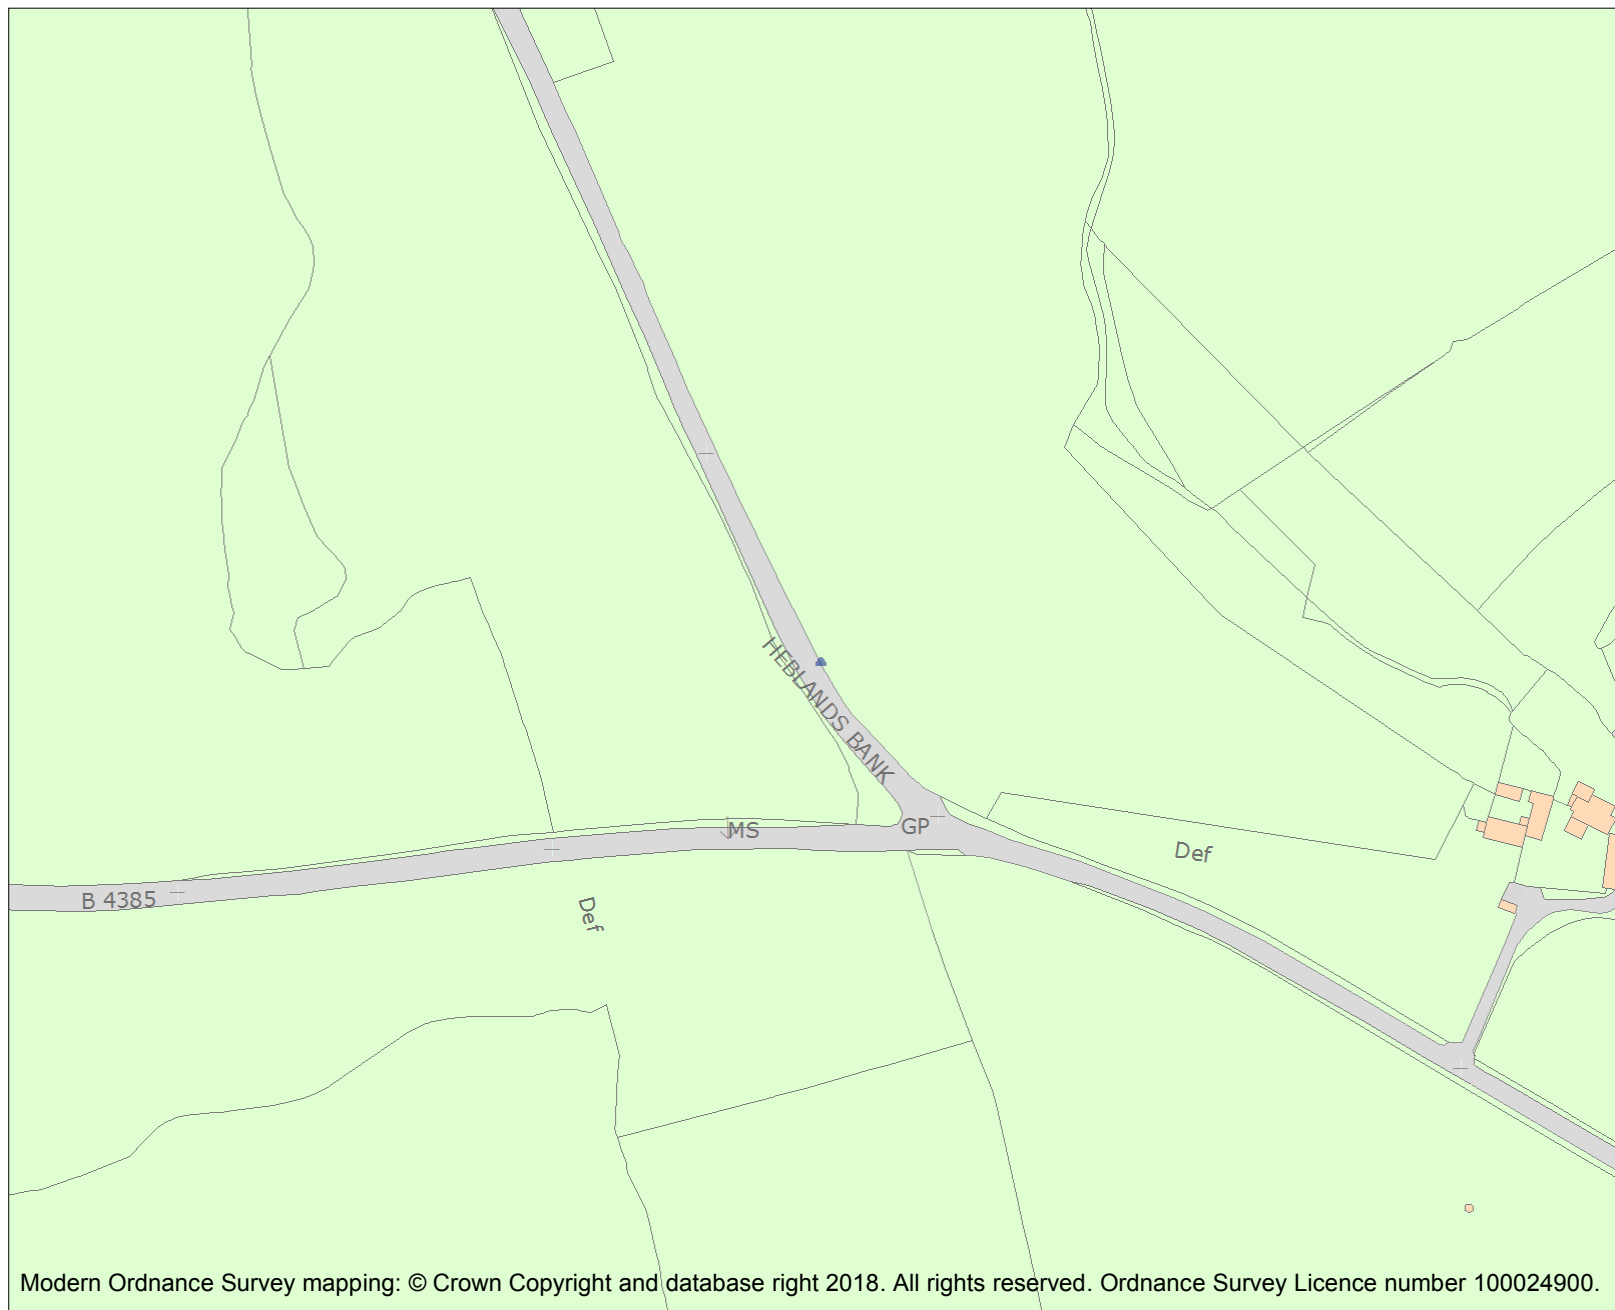 HEBLANDS BANK
MS
GP
Def
B 4385
Def
Modern Ordnance Survey mapping: © Crown Copyright and database right 2018. All rights reserved. Ordnance Survey Licence number 100024900.